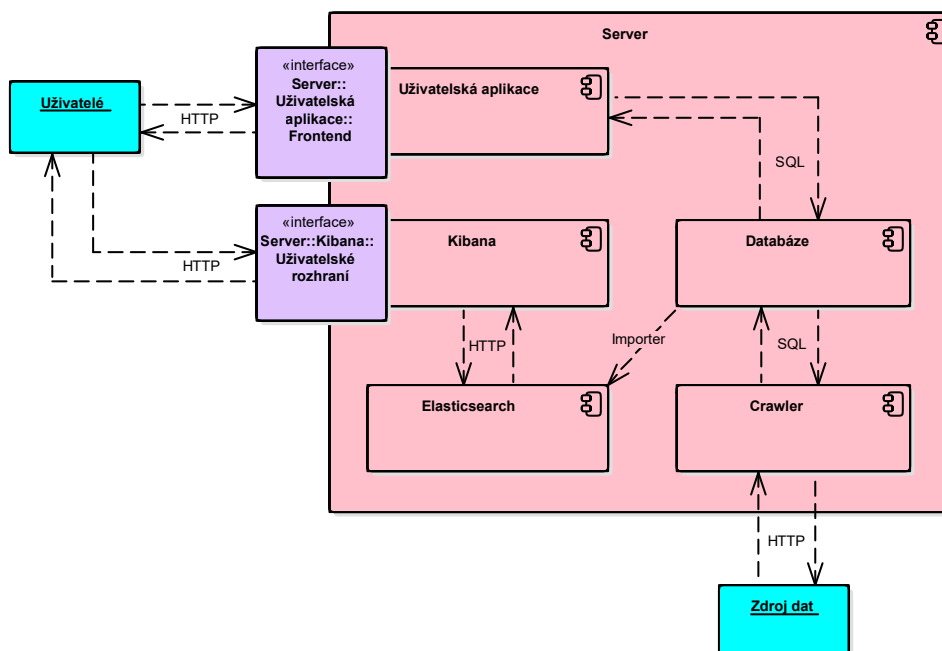 Server
«interface»
Server::
Uživatelská
aplikace::
Frontend
Uživatelská aplikace
Uživatelé
HTTP
SQL
«interface»
Server::Kibana::
Uživatelské
rozhraní
Kibana
Databáze
HTTP
Importer
HTTP
SQL
Elasticsearch
Crawler
HTTP
Zdroj dat